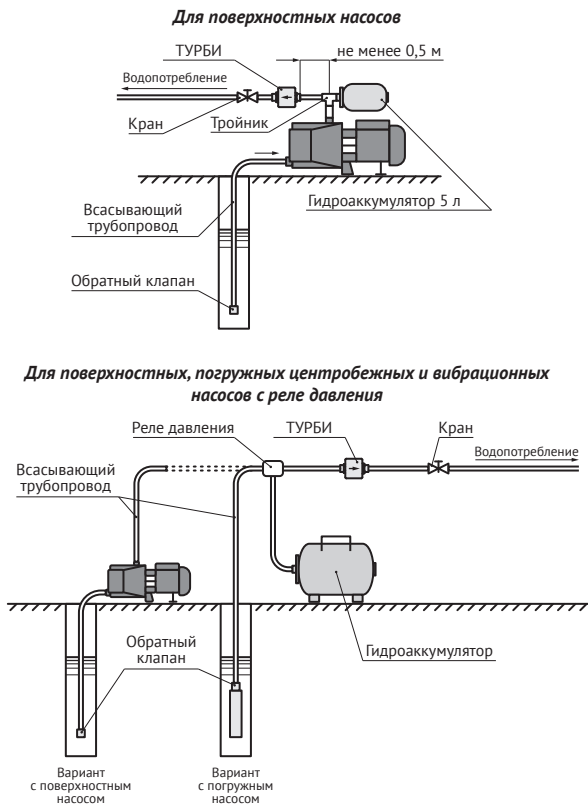 Для поверхностных насосов
ТУРБИ
не менее 0,5 м
Водопотребление
Кран
Тройник
Всасывающий
трубопровод
Гидроаккумулятор 5 л
Обратный клапан
Для поверхностных, погружных центробежных и вибрационных
насосов с реле давления
Реле давления
ТУРБИ
Кран
Водопотребление
Всасывающий
трубопровод
Обратный
клапан
Гидроаккумулятор
Вариант
с поверхностным
насосом
Вариант
с погружным
насосом